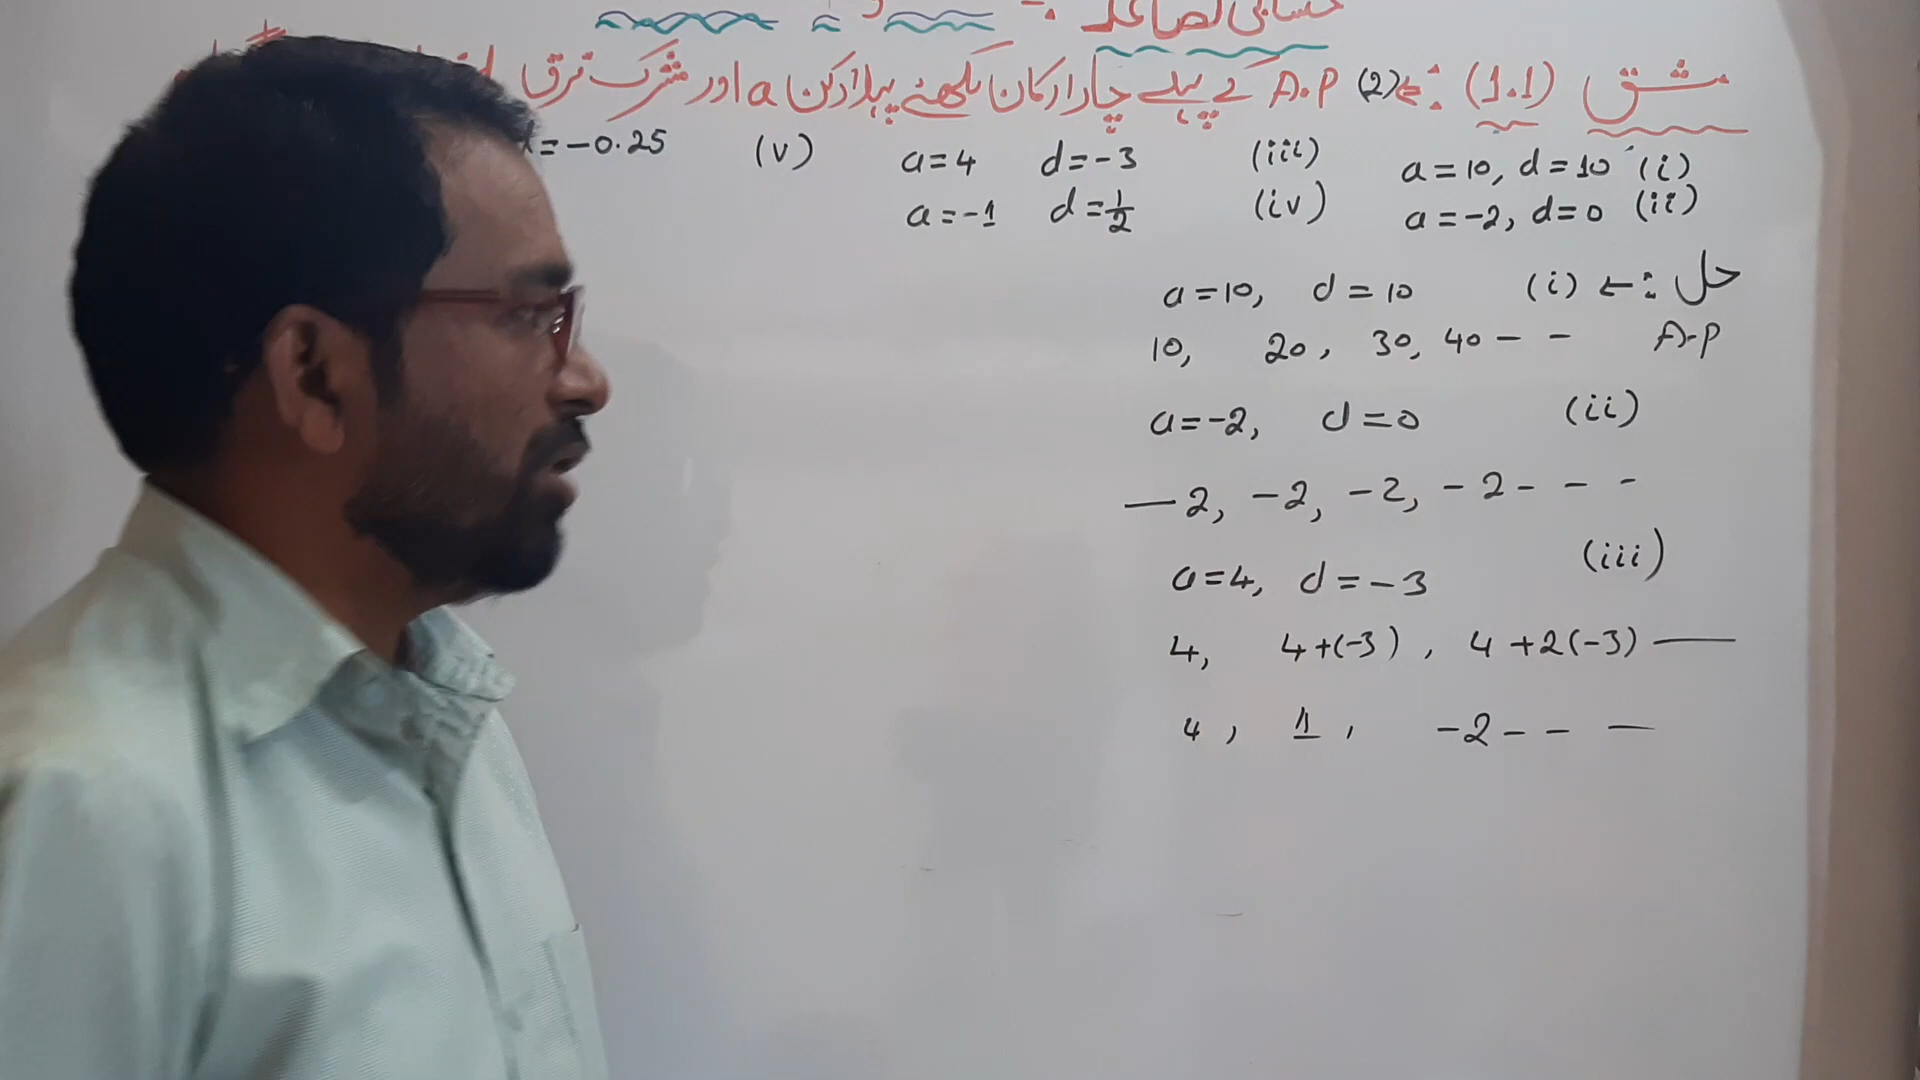 حسابی تصاعد
مشق (1.1) :← (2) A.P کے پہلے چار ارکان لکھئے پہلا رکن a اور مشترک فرق
a=10, d=10 (i)
a=-2, d=0 (ii)
a=4 d=-3 (iii)
a=-1 d=1/2 (iv)
d=-0.25 (v)
حل :← (i) a=10, d=10
A.P 10, 20, 30, 40 - -
(ii) a=-2, d=0
-2, -2, -2, -2 - - -
(iii) a=4, d=-3
4, 4+(-3), 4+2(-3) —
4, 1, -2 - - —